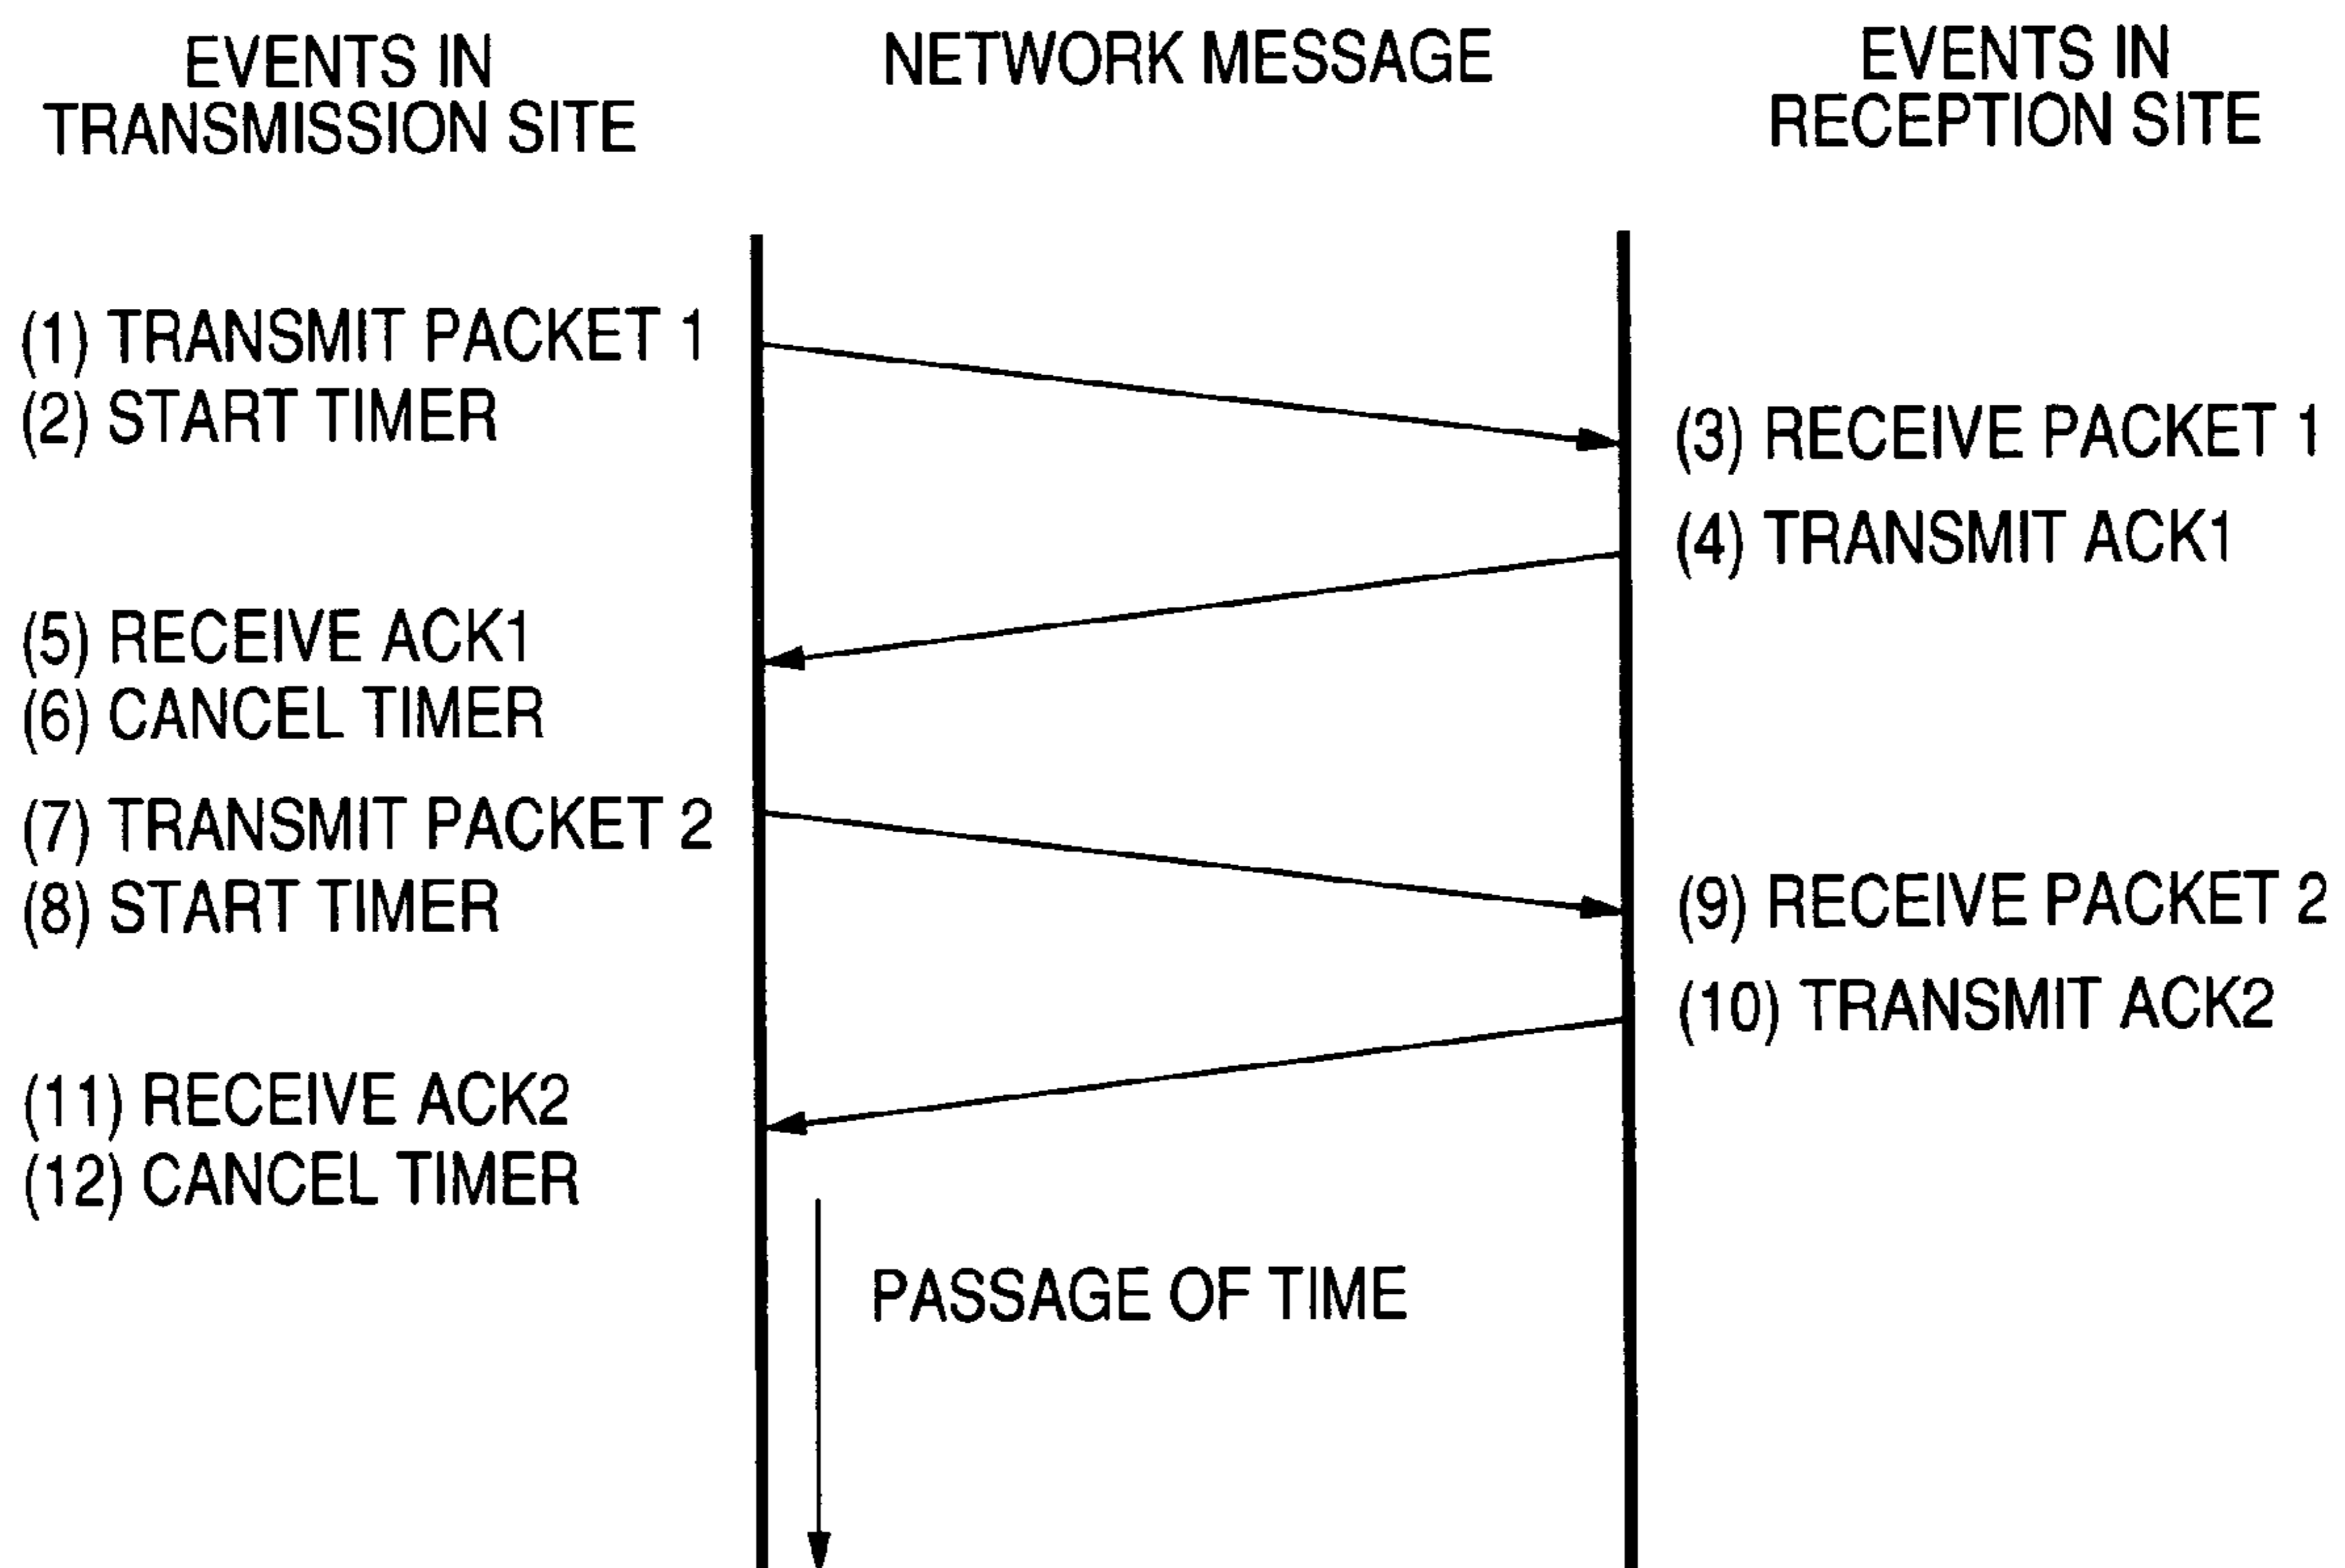 EVENTS IN
TRANSMISSION SITE
NETWORK MESSAGE
EVENTS IN
RECEPTION SITE
(1) TRANSMIT PACKET 1
(2) START TIMER
(3) RECEIVE PACKET 1
(4) TRANSMIT ACK1
(5) RECEIVE ACK1
(6) CANCEL TIMER
(7) TRANSMIT PACKET 2
(8) START TIMER
(9) RECEIVE PACKET 2
(10) TRANSMIT ACK2
(11) RECEIVE ACK2
(12) CANCEL TIMER
PASSAGE OF TIME